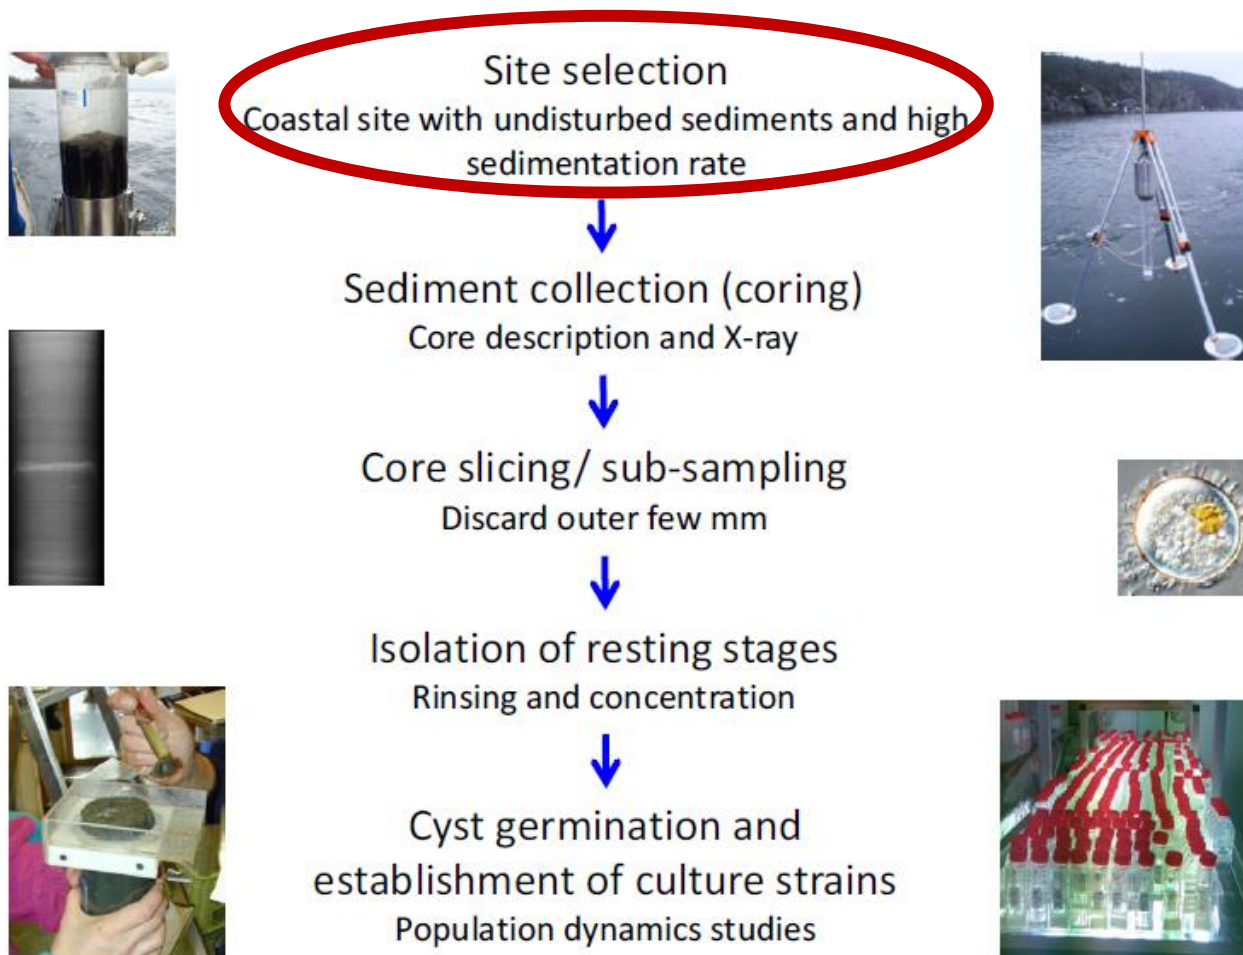 Site selection
Coastal site with undisturbed sediments and high
sedimentation rate
Sediment collection (coring)
Core description and X-ray
Core slicing/ sub-sampling
Discard outer few mm
Isolation of resting stages
Rinsing and concentration
Cyst germination and
establishment of culture strains
Population dynamics studies